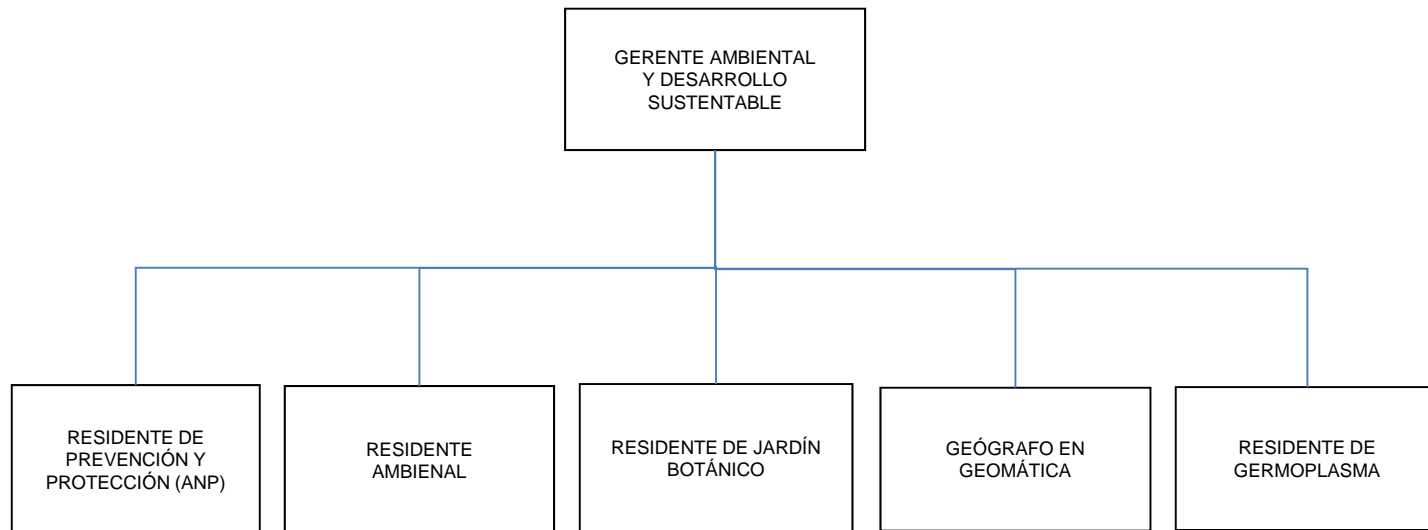 GERENTE AMBIENTAL
Y DESARROLLO
SUSTENTABLE
RESIDENTE DE
PREVENCIÓN Y
PROTECCIÓN (ANP)
RESIDENTE
AMBIENAL
RESIDENTE DE JARDÍN
BOTÁNICO
GEÓGRAFO EN
GEOMÁTICA
RESIDENTE DE
GERMOPLASMA